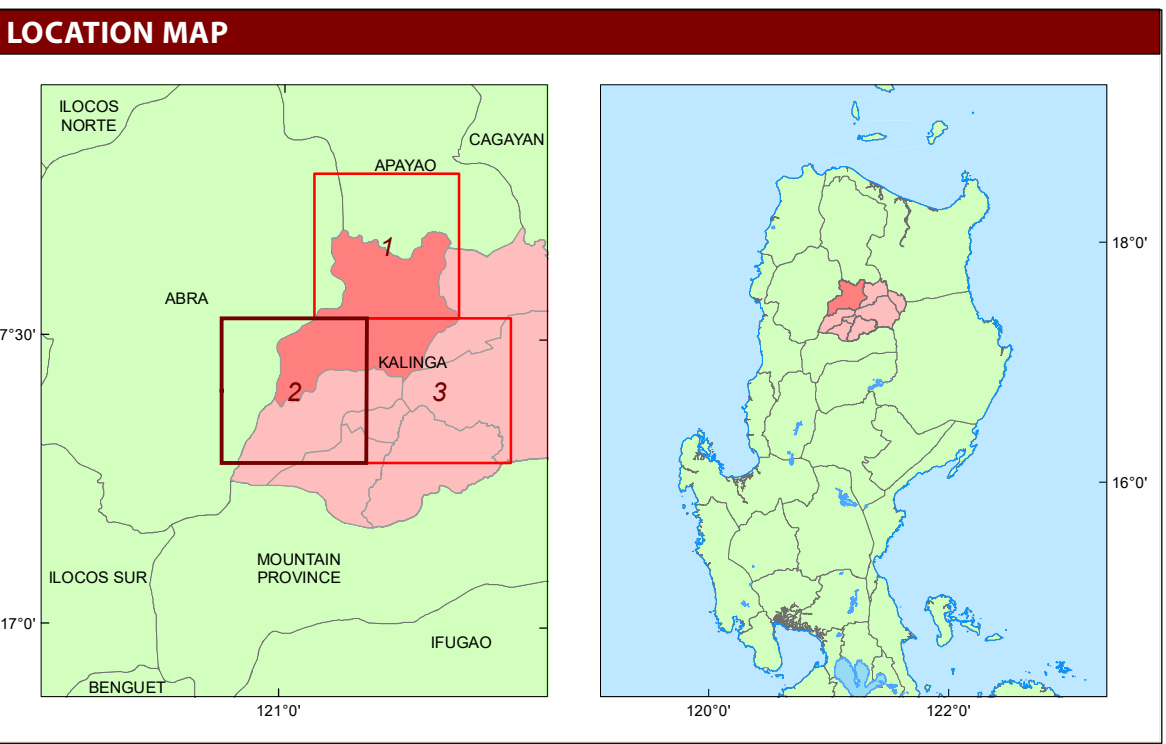 LOCATION MAP
ILOCOS
NORTE
CAGAYAN
APAYAO
1
18°0'
ABRA
7°30'
KALINGA
2
3
16°0'
MOUNTAIN
PROVINCE
ILOCOS SUR
17°0'
IFUGAO
BENGUET
121°0'
120°0'
122°0'